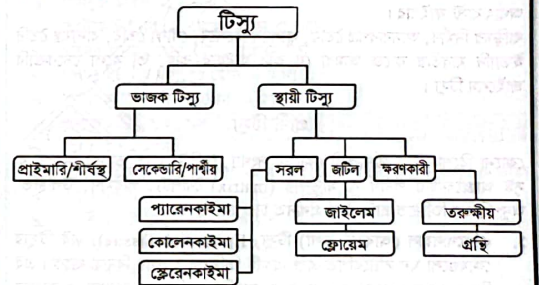 টিস্যু
ভাজক টিস্যু
স্থায়ী টিস্যু
প্রাইমারি/শীর্ষস্থ
সেকেন্ডারি/পার্শ্বীয়
সরল
জটিল
ক্ষরণকারী
প্যারেনকাইমা
জাইলেম
তরুক্ষীয়
কোলেনকাইমা
ফ্লোয়েম
গ্রন্থি
স্ক্লেরেনকাইমা